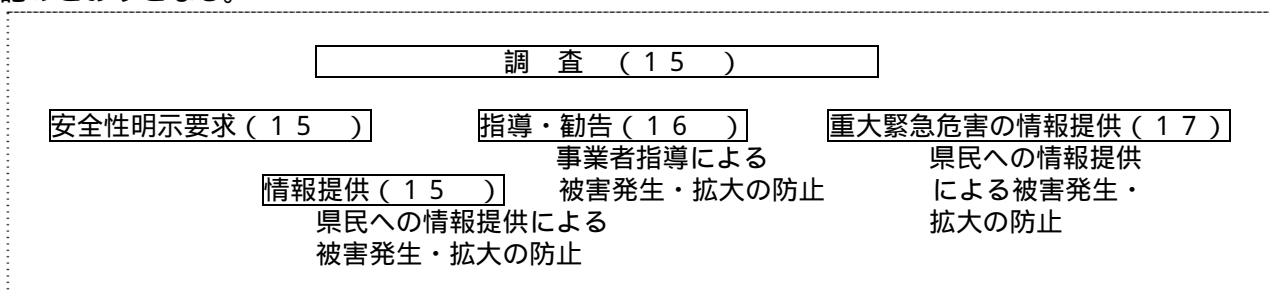 調　査　（１５　）
安全性明示要求（１５　）　指導・勧告（１６　）　重大緊急危害の情報提供（１７）
事業者指導による　県民への情報提供
情報提供（１５　）　被害発生・拡大の防止　による被害発生・
県民への情報提供による　拡大の防止
被害発生・拡大の防止